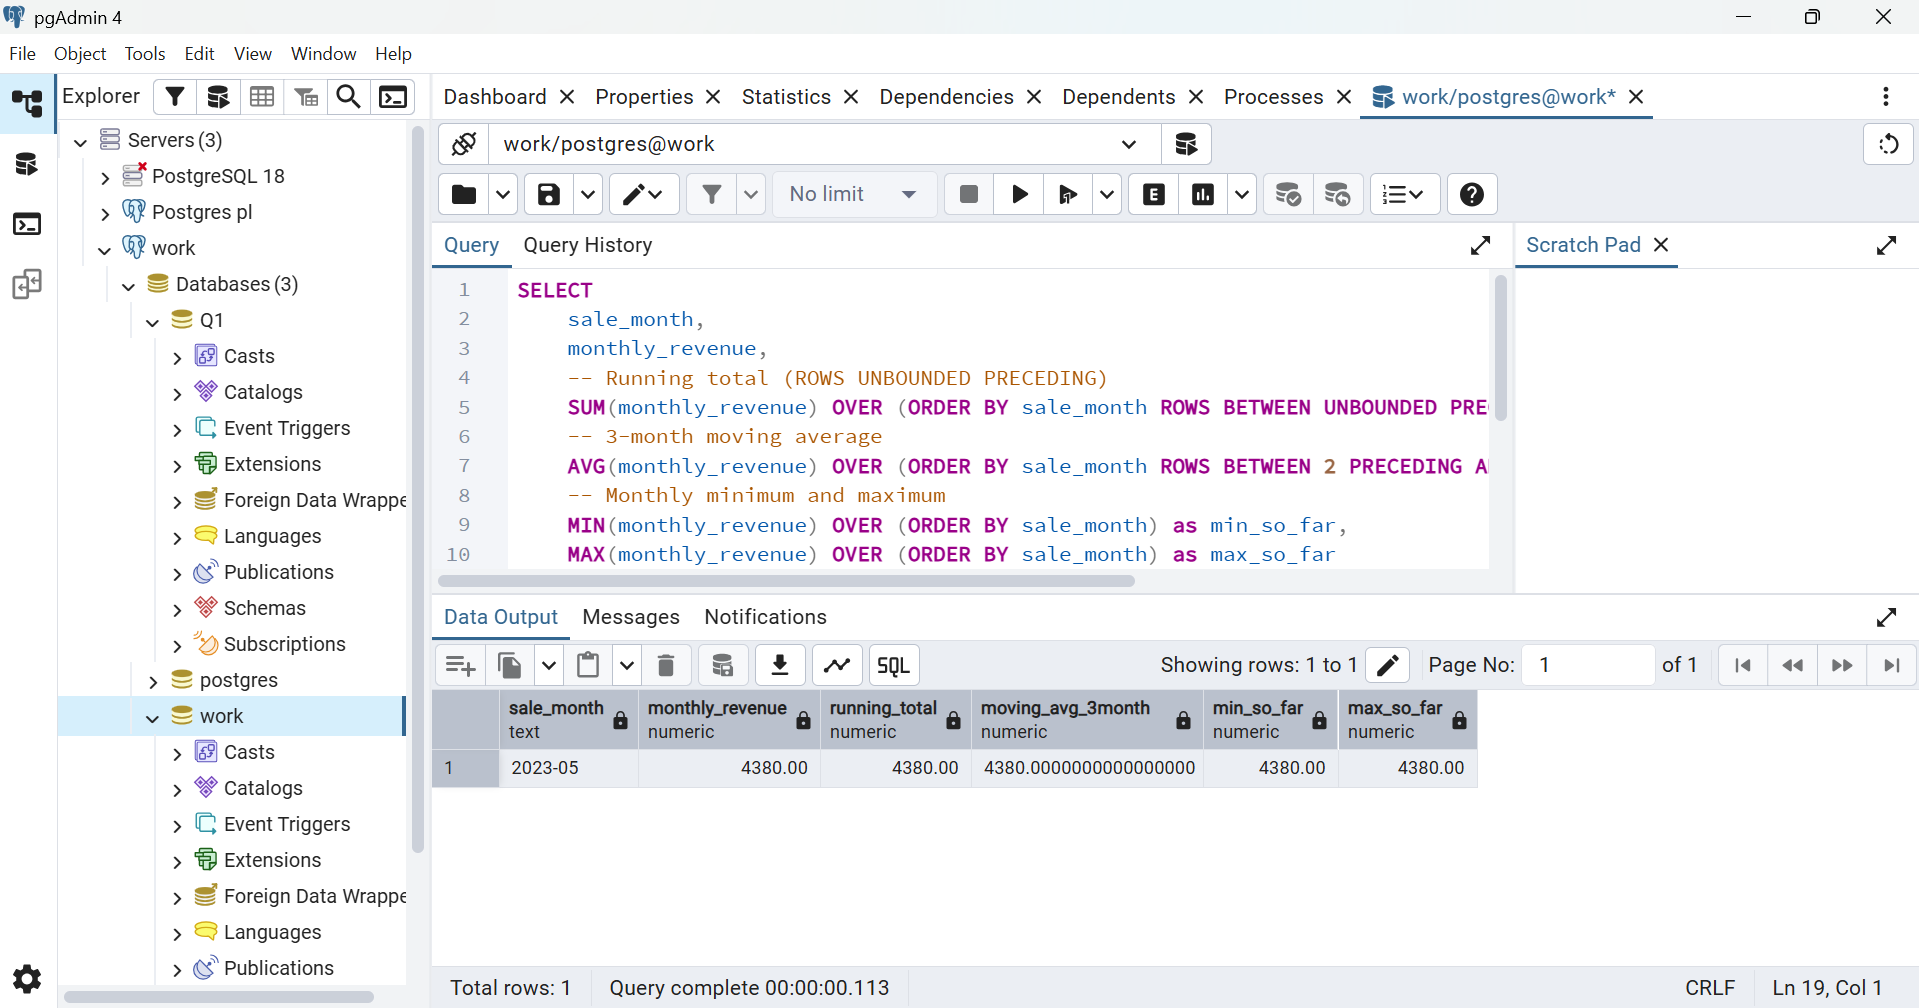 pgAdmin 4
File Object Tools Edit View Window Help
Explorer
Dashboard Properties Statistics Dependencies Dependents Processes work/postgres@work*
Servers (3)
PostgreSQL 18
Postgres pl
work
Databases (3)
Q1
Casts
Catalogs
Event Triggers
Extensions
Foreign Data Wrappe
Languages
Publications
Schemas
Subscriptions
postgres
work
Casts
Catalogs
Event Triggers
Extensions
Foreign Data Wrappe
Languages
Publications
work/postgres@work
No limit
E
Query Query History
Scratch Pad
1 SELECT
2 sale_month,
3 monthly_revenue,
4 -- Running total (ROWS UNBOUNDED PRECEDING)
5 SUM(monthly_revenue) OVER (ORDER BY sale_month ROWS BETWEEN UNBOUNDED PRE
6 -- 3-month moving average
7 AVG(monthly_revenue) OVER (ORDER BY sale_month ROWS BETWEEN 2 PRECEDING A
8 -- Monthly minimum and maximum
9 MIN(monthly_revenue) OVER (ORDER BY sale_month) as min_so_far,
10 MAX(monthly_revenue) OVER (ORDER BY sale_month) as max_so_far
Data Output Messages Notifications
SQL
Showing rows: 1 to 1 Page No: 1 of 1
sale_month monthly_revenue running_total moving_avg_3month min_so_far max_so_far
text numeric numeric numeric numeric numeric
1 2023-05 4380.00 4380.00 4380.0000000000000000 4380.00 4380.00
Total rows: 1 Query complete 00:00:00.113 CRLF Ln 19, Col 1